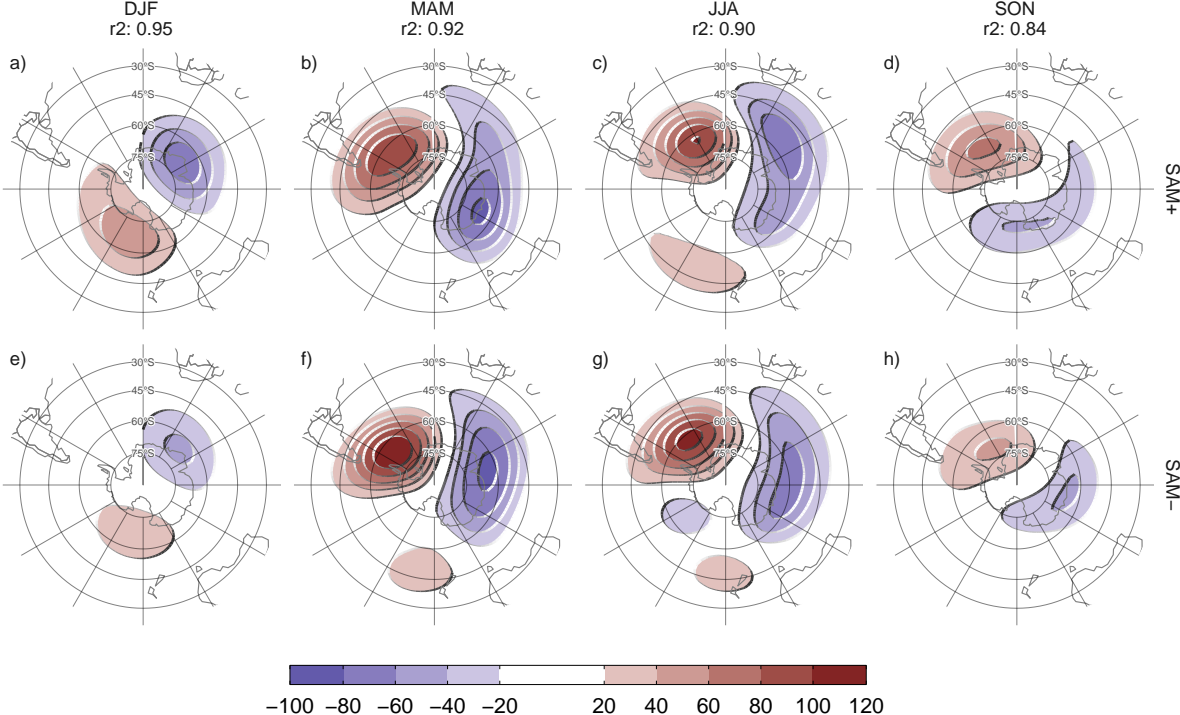 DJF MAM JJA SON
r2: 0.95 r2: 0.92 r2: 0.90 r2: 0.84
a) b) c) d)
30°S 30°S 30°S 30°S
45°S 45°S 45°S 45°S
60°S 60°S 60°S 60°S
75°S 75°S 75°S 75°S
SAM+
e) f) g) h)
30°S 30°S 30°S 30°S
45°S 45°S 45°S 45°S
60°S 60°S 60°S 60°S
75°S 75°S 75°S 75°S
SAM−
−100 −80 −60 −40 −20 20 40 60 80 100 120